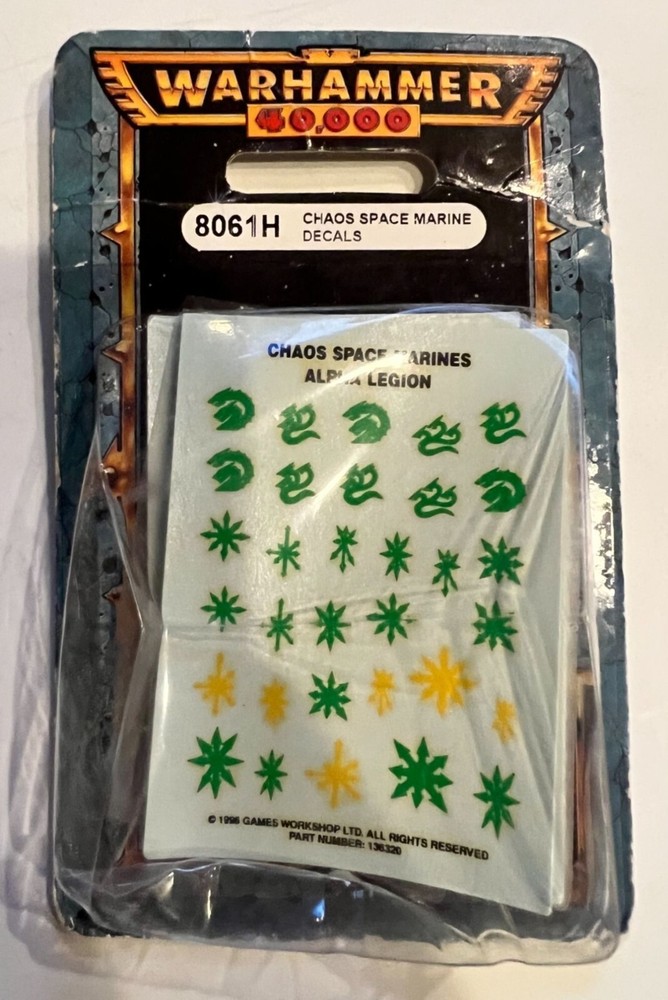 WARHAMMER
40,000
8061H CHAOS SPACE MARINE
DECALS
CHAOS SPACE MARINES
ALPHA LEGION
© 1996 GAMES WORKSHOP LTD. ALL RIGHTS RESERVED
PART NUMBER: 136320